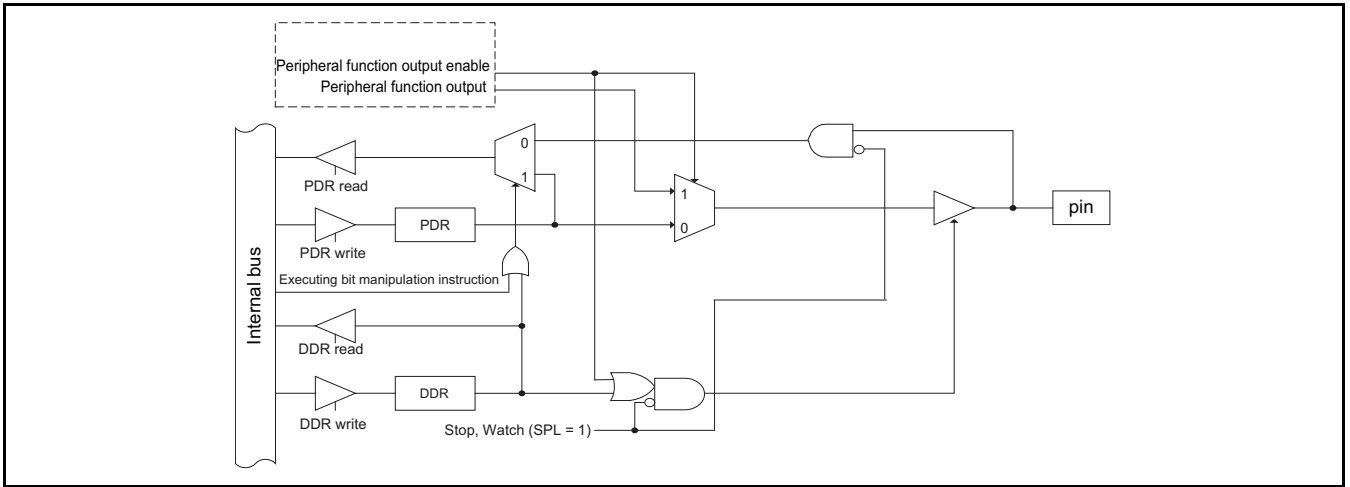 Peripheral function output enable
Peripheral function output
0
1
PDR read
1
0
pin
PDR
PDR write
Executing bit manipulation instruction
Internal bus
DDR read
DDR
DDR write
Stop, Watch (SPL = 1)